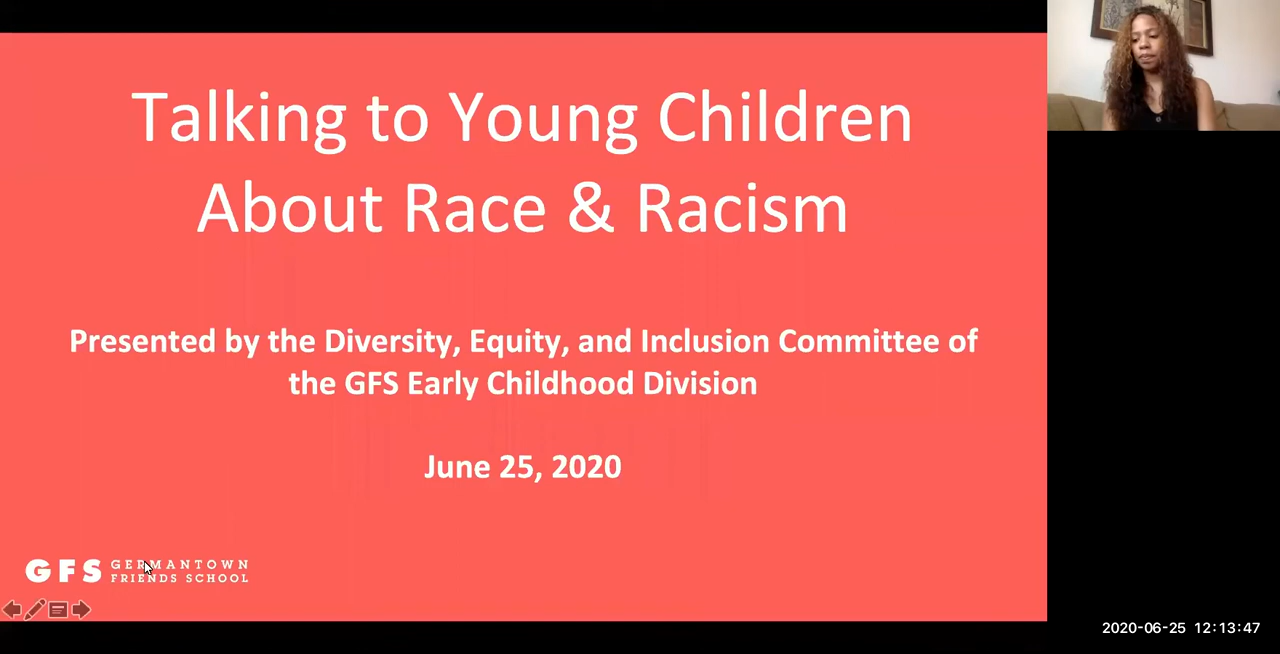 Talking to Young Children
About Race & Racism
Presented by the Diversity, Equity, and Inclusion Committee of
the GFS Early Childhood Division
June 25, 2020
GFS GERMANTOWN
FRIENDS SCHOOL
2020-06-25 12:13:47